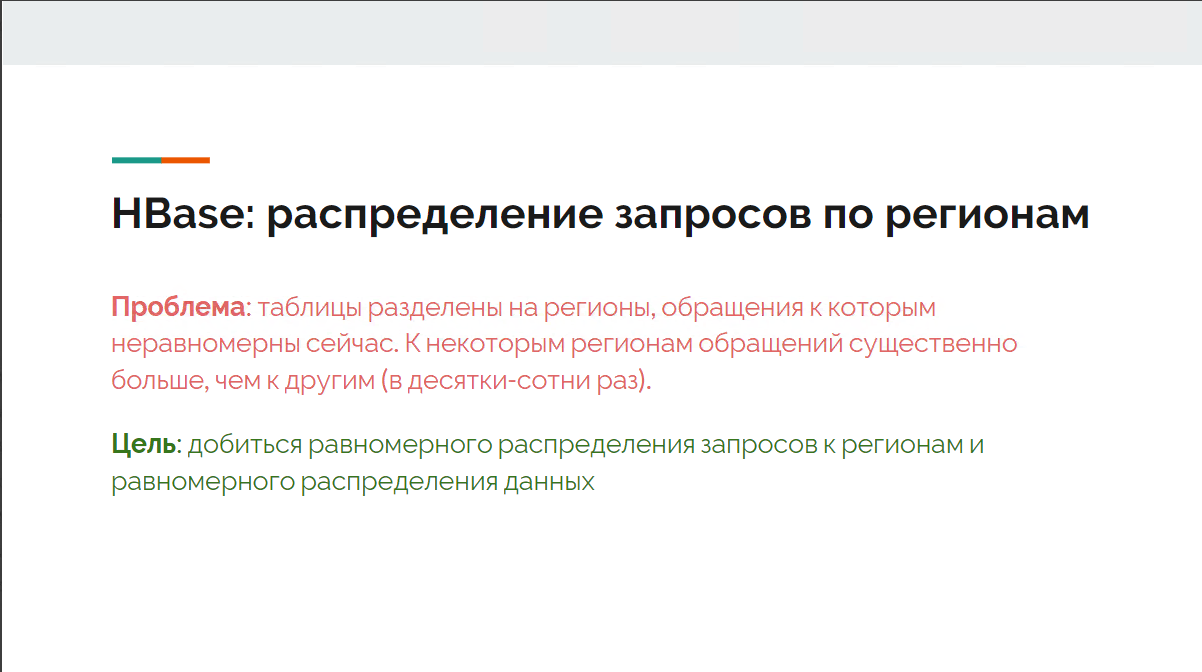 HBase: распределение запросов по регионам
Проблема: таблицы разделены на регионы, обращения к которым
неравномерны сейчас. К некоторым регионам обращений существенно
больше, чем к другим (в десятки-сотни раз).
Цель: добиться равномерного распределения запросов к регионам и
равномерного распределения данных